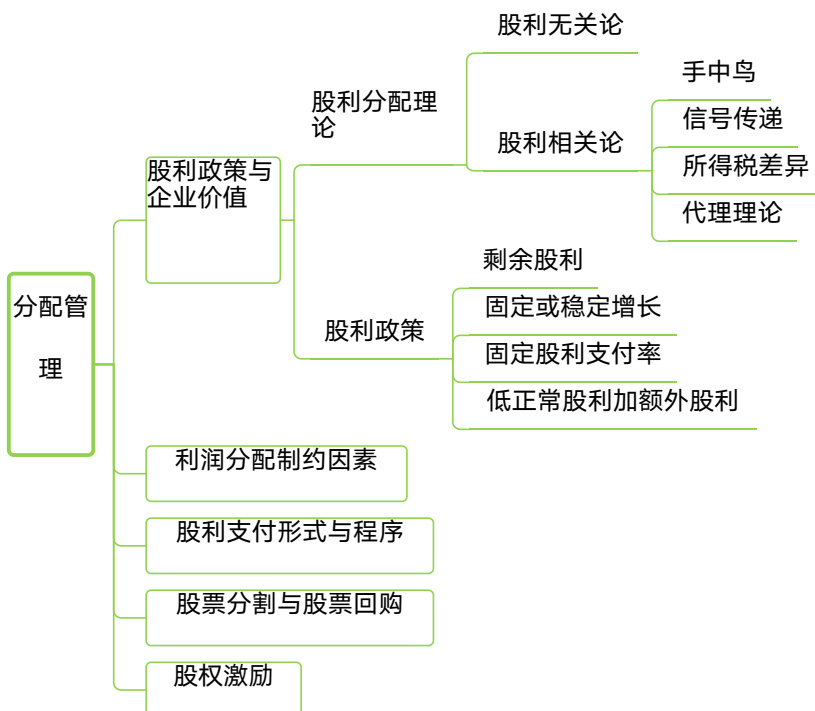 股利无关论
手中鸟
股利分配理
论
信号传递
股利相关论
股利政策与
企业价值
所得税差异
代理理论
剩余股利
分配管
理
固定或稳定增长
股利政策
固定股利支付率
低正常股利加额外股利
利润分配制约因素
股利支付形式与程序
股票分割与股票回购
股权激励